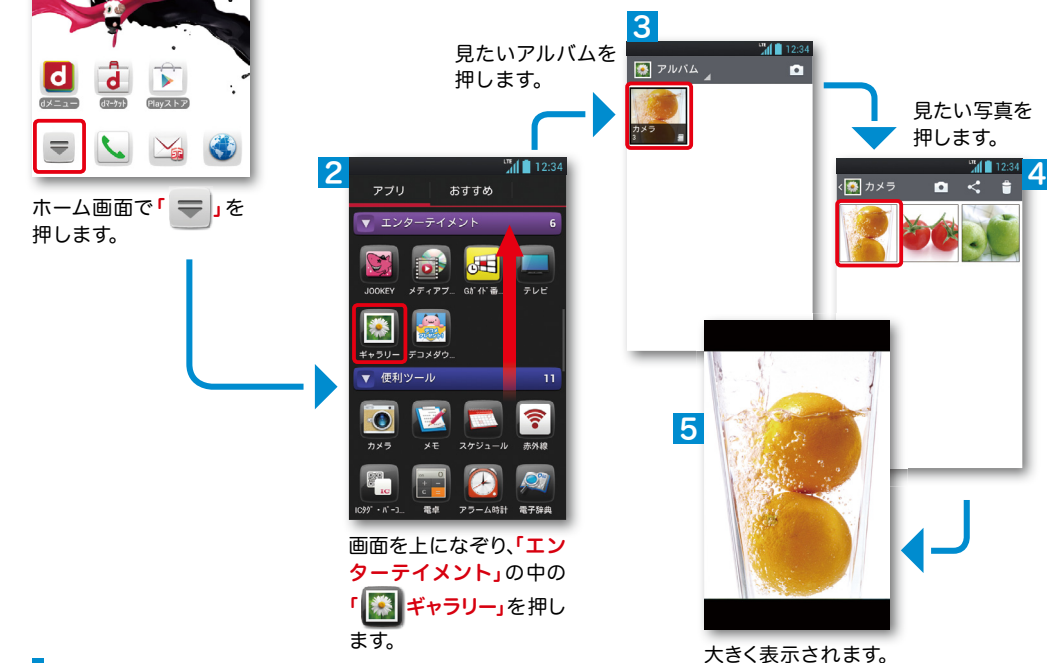 dメニュー
dマーケット
Playストア
ホーム画面で「 」を
押します。
2
12:34
アプリ
おすすめ
エンターテイメント
6
JOOKEY
メディアプ...
Gガイド番...
テレビ
ギャラリー
デコメダウ...
便利ツール
11
カメラ
メモ
スケジュール
赤外線
ICタグ・バーコ...
電卓
アラーム時計
電子辞典
画面を上になぞり、「エン
ターテイメント」の中の
「 ギャラリー」を押し
ます。
見たいアルバムを
押します。
3
12:34
アルバム
カメラ
3
見たい写真を
押します。
4
12:34
カメラ
5
大きく表示されます。